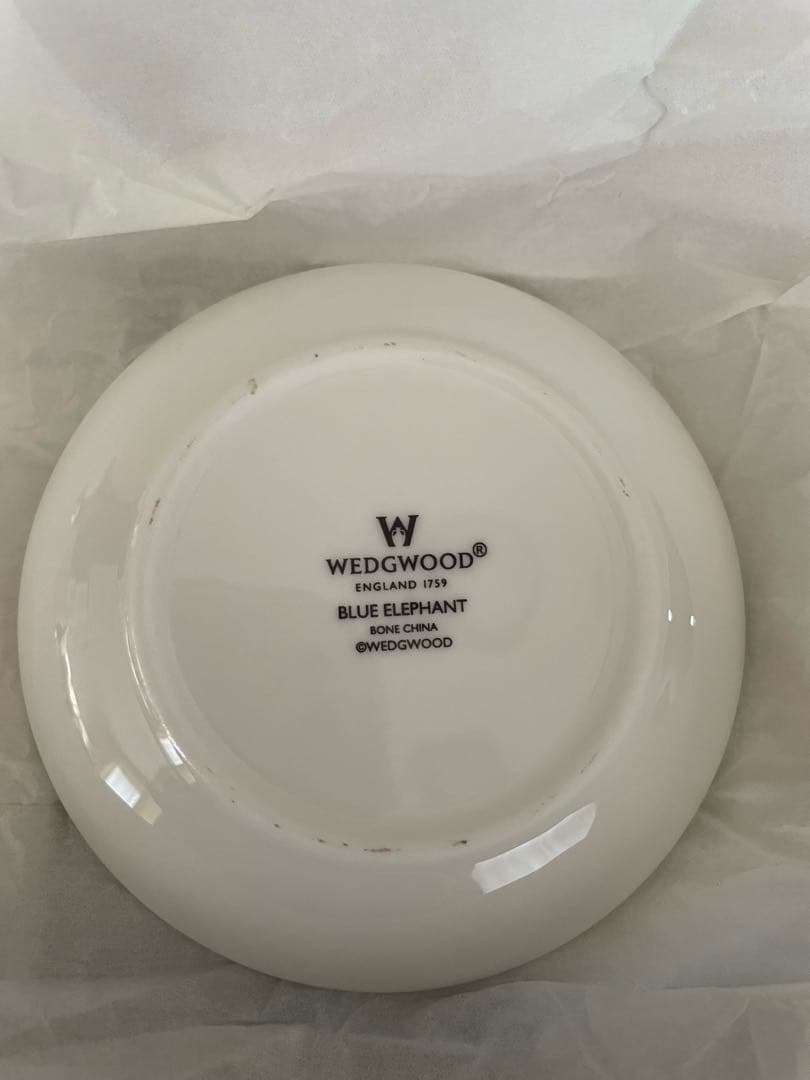 W
WEDGWOOD®
ENGLAND 1759
BLUE ELEPHANT
BONE CHINA
©WEDGWOOD